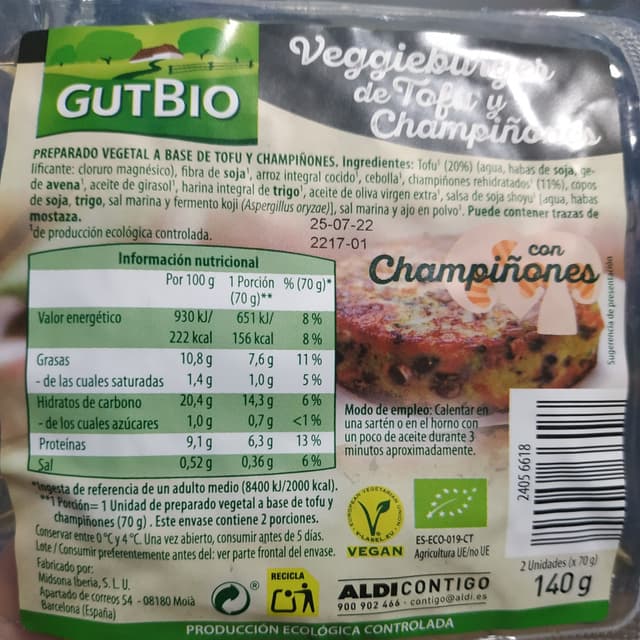 GUTBIO
Veggieburger
de Tofu y
Champiñones
PREPARADO VEGETAL A BASE DE TOFU Y CHAMPIÑONES. Ingredientes: Tofu¹ (20%) (agua, habas de soja, ge-
lificante: cloruro magnésico), fibra de soja¹, arroz integral cocido¹, cebolla¹, champiñones rehidratados¹ (11%), copos
de avena¹, aceite de girasol¹, harina integral de trigo¹, aceite de oliva virgen extra¹, salsa de soja shoyu¹ [agua, habas
de soja, trigo, sal marina y fermento koji (Aspergillus oryzae)], sal marina y ajo en polvo¹. Puede contener trazas de
mostaza.
¹de producción ecológica controlada.
25-07-22
2217-01
con
Champiñones
Sugerencia de presentación
Información nutricional
Por 100 g 1 Porción % (70 g)*
(70 g)**
Valor energético 930 kJ/ 651 kJ/ 8 %
222 kcal 156 kcal 8 %
Grasas 10,8 g 7,6 g 11 %
- de las cuales saturadas 1,4 g 1,0 g 5 %
Hidratos de carbono 20,4 g 14,3 g 6 %
- de los cuales azúcares 1,0 g 0,7 g <1 %
Proteínas 9,1 g 6,3 g 13 %
Sal 0,52 g 0,36 g 6 %
*Ingesta de referencia de un adulto medio (8400 kJ/2000 kcal).
**1 Porción= 1 Unidad de preparado vegetal a base de tofu y
champiñones (70 g). Este envase contiene 2 porciones.
Conservar entre 0°C y 4°C. Una vez abierto, consumir antes de 5 días.
Lote / Consumir preferentemente antes del: ver parte frontal del envase.
Fabricado por:
Midsona Iberia, S. L. U.
Apartado de correos 54 - 08180 Moià
Barcelona (España)
Modo de empleo: Calentar en
una sartén o en el horno con
un poco de aceite durante 3
minutos aproximadamente.
EUROPEAN VEGETARIAN UNION
V-LABEL.EU
VEGAN
ES-ECO-019-CT
Agricultura UE/no UE
2405 6618
2 Unidades (x 70 g)
140 g
®
RECICLA
ALDI CONTIGO
900 902 466 - contigo@aldi.es
PRODUCCIÓN ECOLÓGICA CONTROLADA